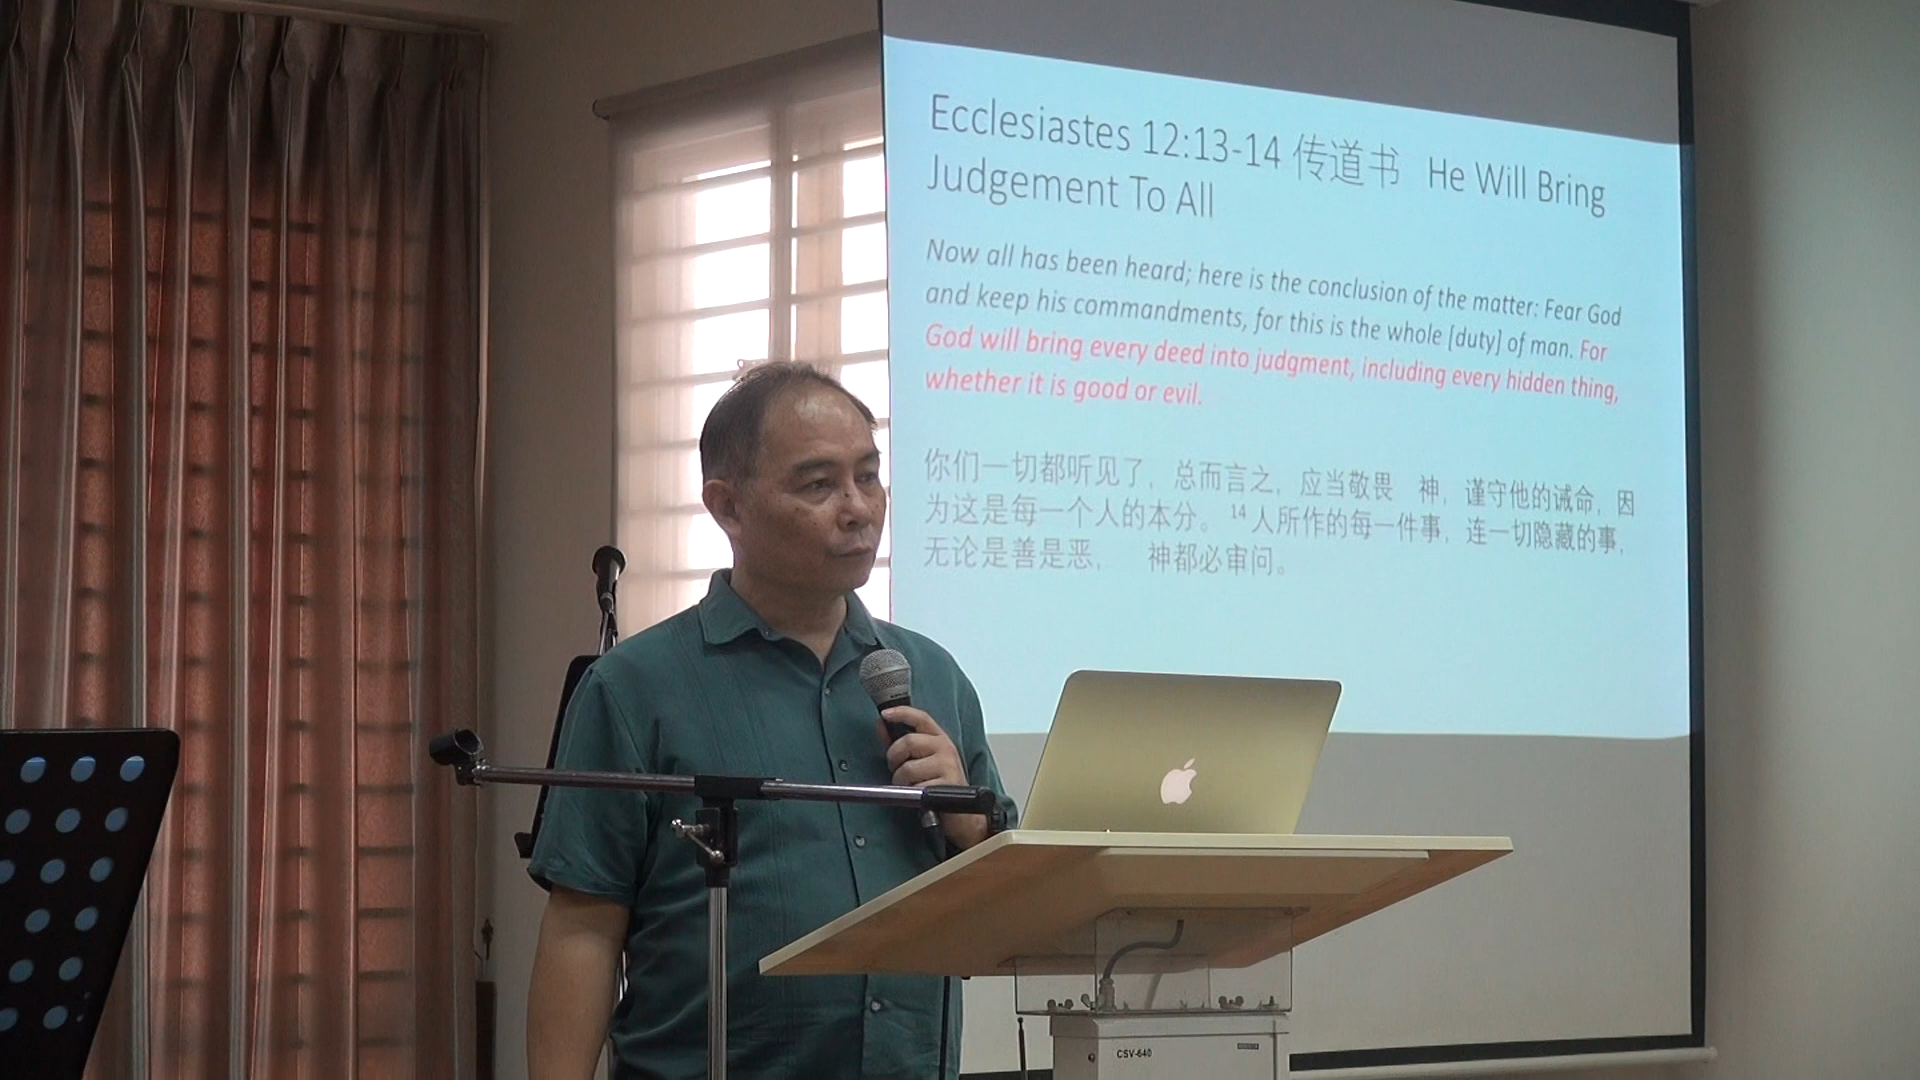 Ecclesiastes 12:13-14 传道书 He Will Bring
Judgement To All
Now all has been heard; here is the conclusion of the matter: Fear God
and keep his commandments, for this is the whole [duty] of man. For
God will bring every deed into judgment, including every hidden thing,
whether it is good or evil.
你们一切都听见了，总而言之，应当敬畏　神，谨守他的诫命，因
为这是每一个人的本分。 14 人所作的每一件事，连一切隐藏的事，
无论是善是恶，　神都必审问。
CSV-640